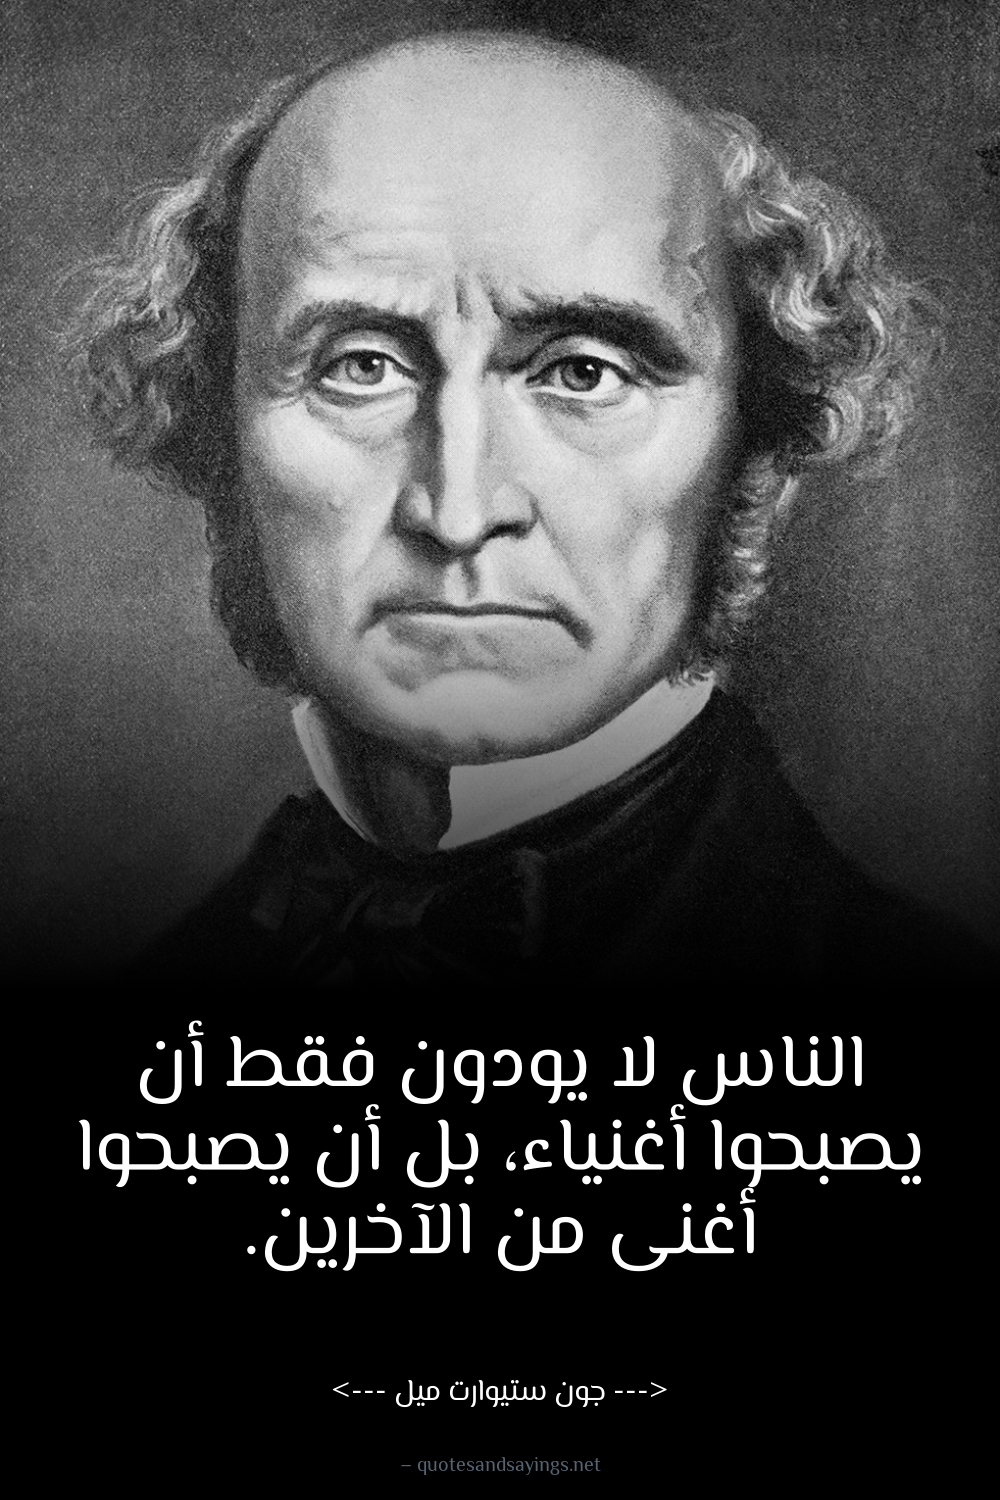 الناس لا يودون فقط أن
يصبحوا أغنياء، بل أن يصبحوا
أغنى من الآخرين.
<--- جون ستيوارت ميل --->
– quotesandsayings.net